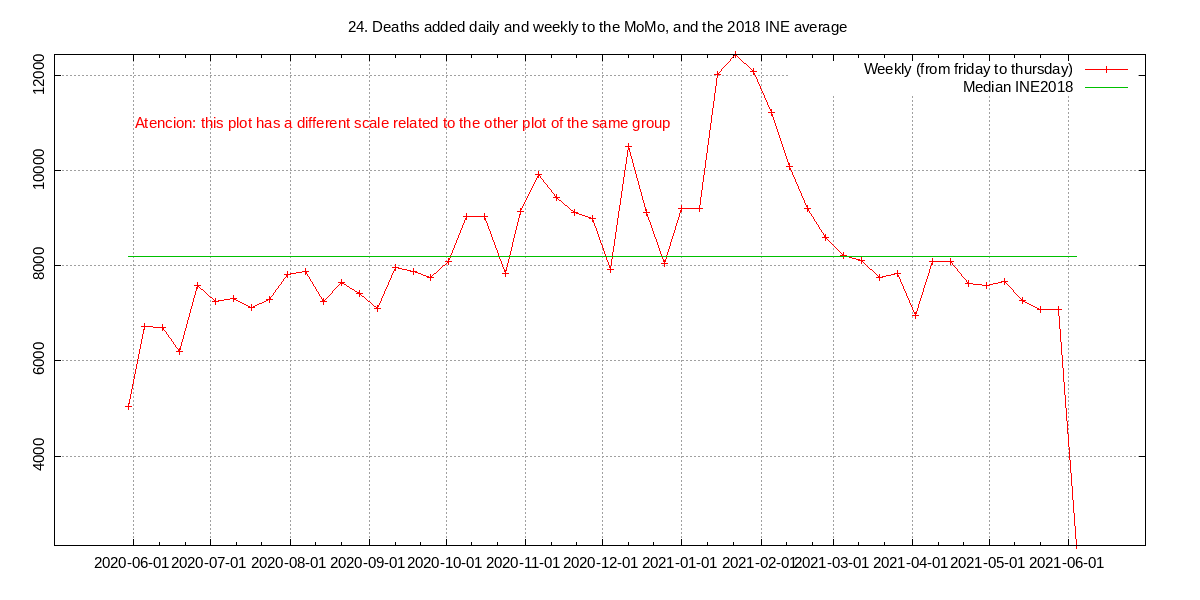 24. Deaths added daily and weekly to the MoMo, and the 2018 INE average
Weekly (from friday to thursday)
Median INE2018
Atencion: this plot has a different scale related to the other plot of the same group
12000
10000
8000
6000
4000
2020-06-01 2020-07-01 2020-08-01 2020-09-01 2020-10-01 2020-11-01 2020-12-01 2021-01-01 2021-02-01 2021-03-01 2021-04-01 2021-05-01 2021-06-01